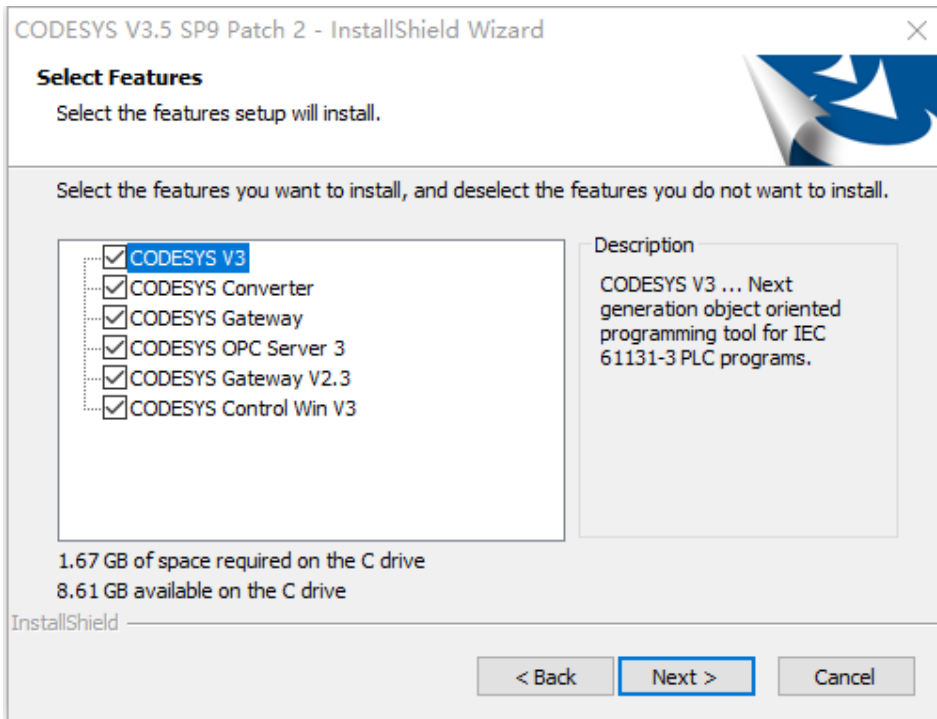 CODESYS V3.5 SP9 Patch 2 - InstallShield Wizard
Select Features
Select the features setup will install.
Select the features you want to install, and deselect the features you do not want to install.
CODESYS V3
CODESYS Converter
CODESYS Gateway
CODESYS OPC Server 3
CODESYS Gateway V2.3
CODESYS Control Win V3
Description
CODESYS V3 ... Next
generation object oriented
programming tool for IEC
61131-3 PLC programs.
1.67 GB of space required on the C drive
8.61 GB available on the C drive
InstallShield
< Back
Next >
Cancel